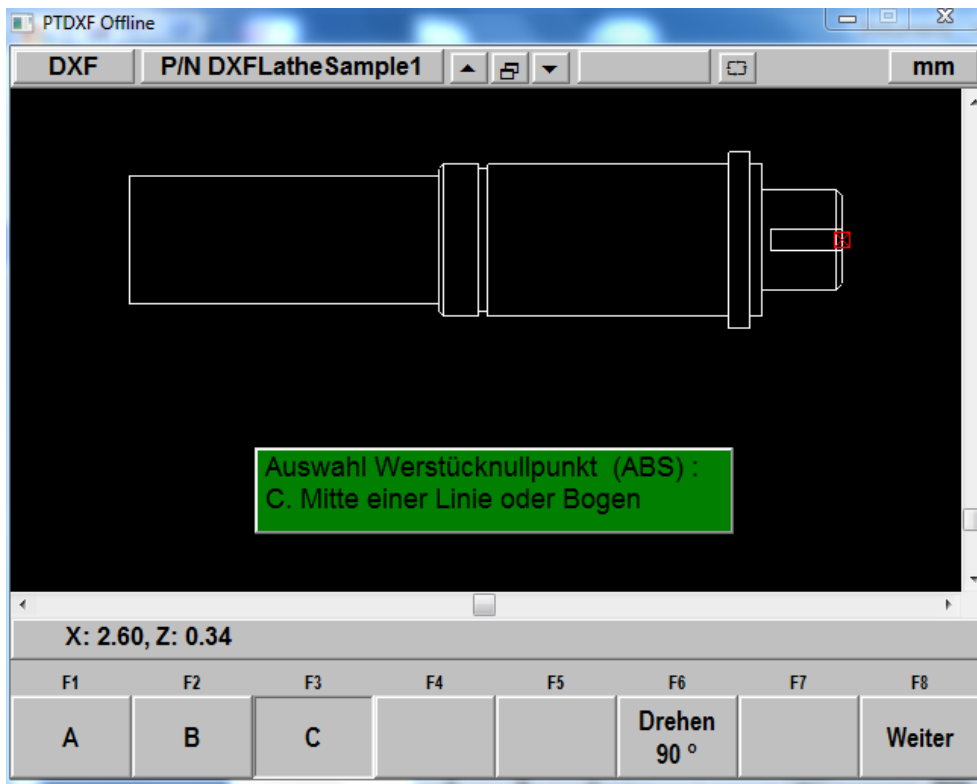 PTDXF Offline
DXF P/N DXFLatheSample1 mm
Auswahl Werstücknullpunkt (ABS) :
C. Mitte einer Linie oder Bogen
X: 2.60, Z: 0.34
F1 F2 F3 F4 F5 F6 F7 F8
A B C Drehen 90 ° Weiter